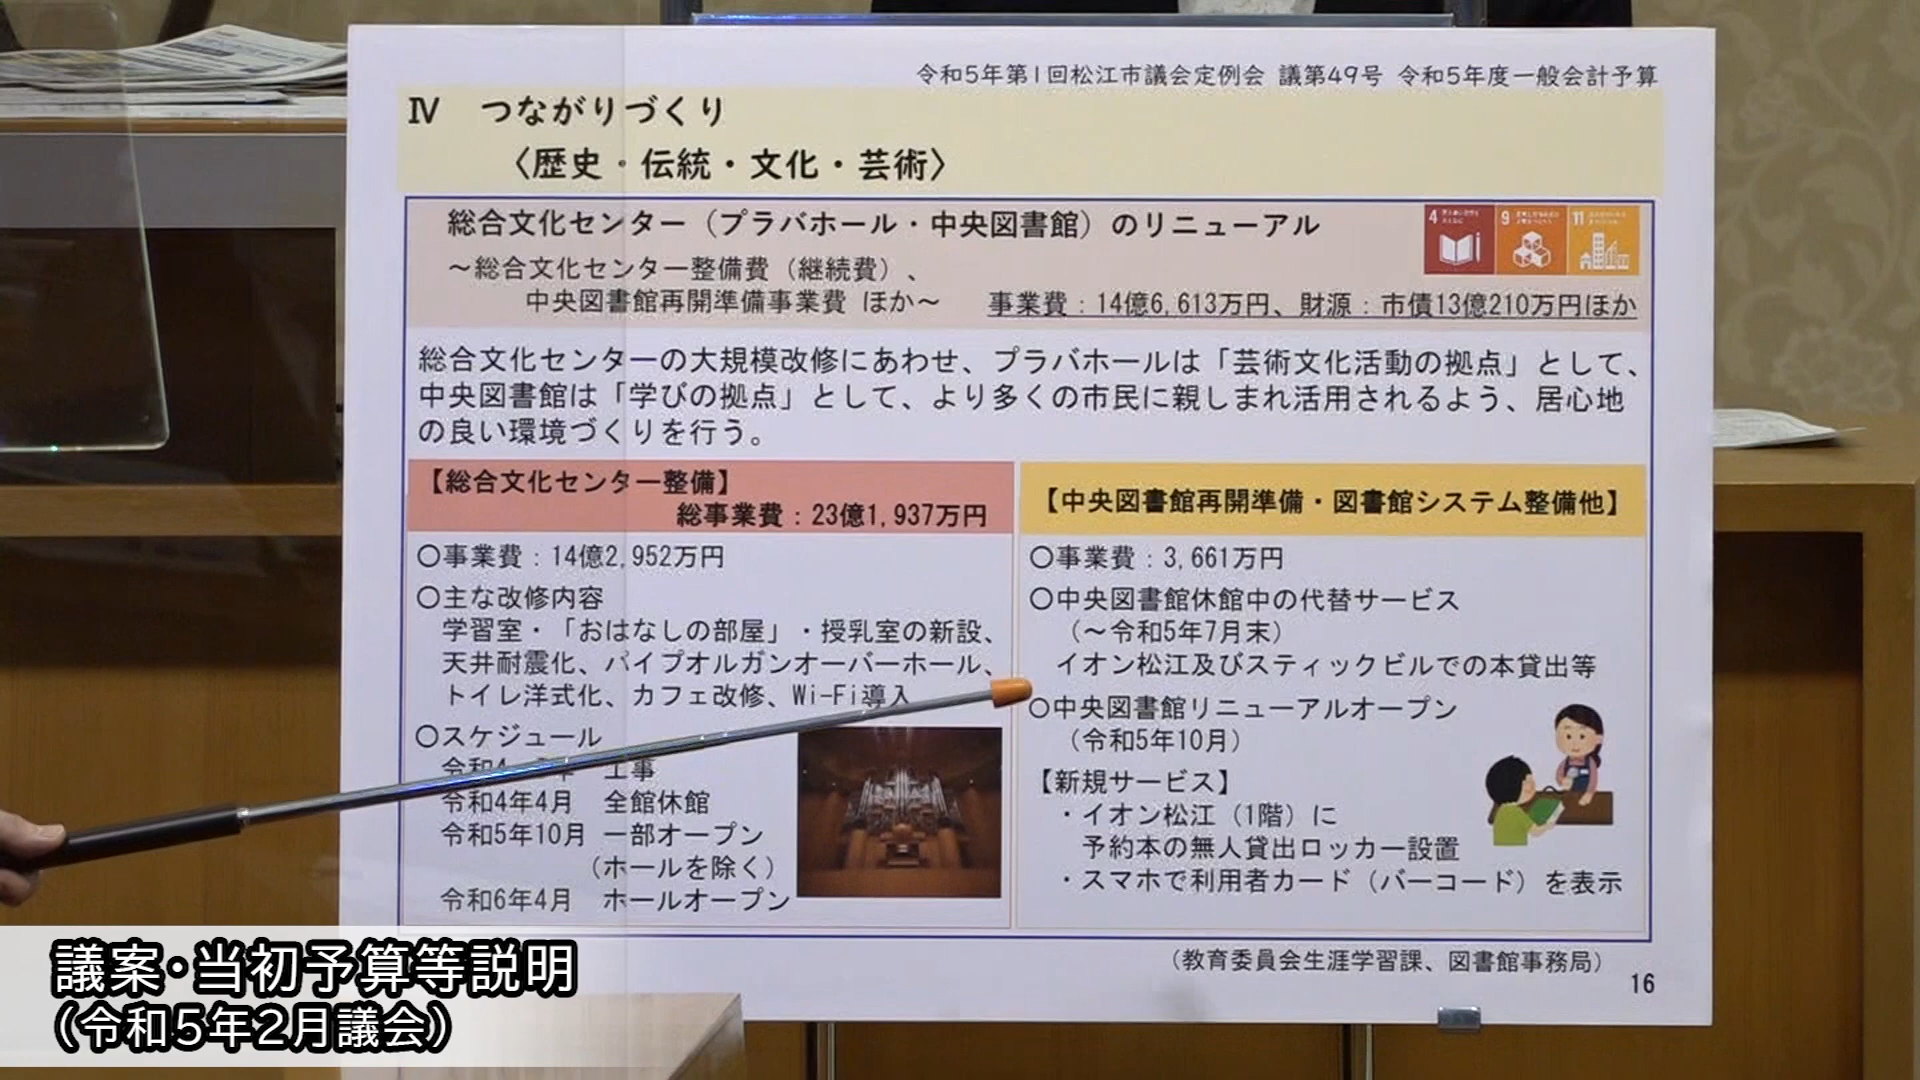 令和5年第1回松江市議会定例会 議第49号 令和5年度一般会計予算
Ⅳ つながりづくり
〈歴史・伝統・文化・芸術〉
総合文化センター（プラバホール・中央図書館）のリニューアル
4 9 11
～総合文化センター整備費（継続費）、
中央図書館再開準備事業費 ほか～ 事業費：14億6,613万円、財源：市債13億210万円ほか
総合文化センターの大規模改修にあわせ、プラバホールは「芸術文化活動の拠点」として、
中央図書館は「学びの拠点」として、より多くの市民に親しまれ活用されるよう、居心地
の良い環境づくりを行う。
【総合文化センター整備】
総事業費：23億1,937万円
〇事業費：14億2,952万円
〇主な改修内容
学習室・「おはなしの部屋」・授乳室の新設、
天井耐震化、パイプオルガンオーバーホール、
トイレ洋式化、カフェ改修、Wi-Fi導入
〇スケジュール
令和4 年 工事
令和4年4月 全館休館
令和5年10月 一部オープン
（ホールを除く）
令和6年4月 ホールオープン
【中央図書館再開準備・図書館システム整備他】
〇事業費：3,661万円
〇中央図書館休館中の代替サービス
（～令和5年7月末）
イオン松江及びスティックビルでの本貸出等
〇中央図書館リニューアルオープン
（令和5年10月）
【新規サービス】
・イオン松江（1階）に
予約本の無人貸出ロッカー設置
・スマホで利用者カード（バーコード）を表示
（教育委員会生涯学習課、図書館事務局）
16
議案・当初予算等説明
（令和5年2月議会）